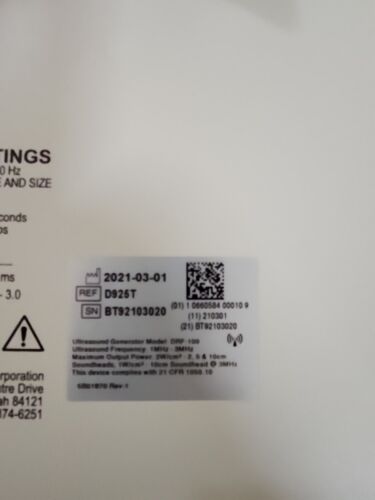 TINGS
0 Hz
E AND SIZE
conds
ps
ms
- 3.0
2021-03-01
REF D925T
SN BT92103020
(01) 1 0660584 00010 9
(11) 210301
(21) BT92103020
Ultrasound Generator Model: DRF 100
Ultrasound Frequency: 1MHz - 3MHz
Maximum Output Power: 2W/cm² - 2, 5 & 10cm
Soundheads, 1W/cm² - 10cm Soundhead @ 3MHz
This device complies with 21 CFR 1050.10
Rev-1
orporation
tre Drive
ah 84121
74-6251